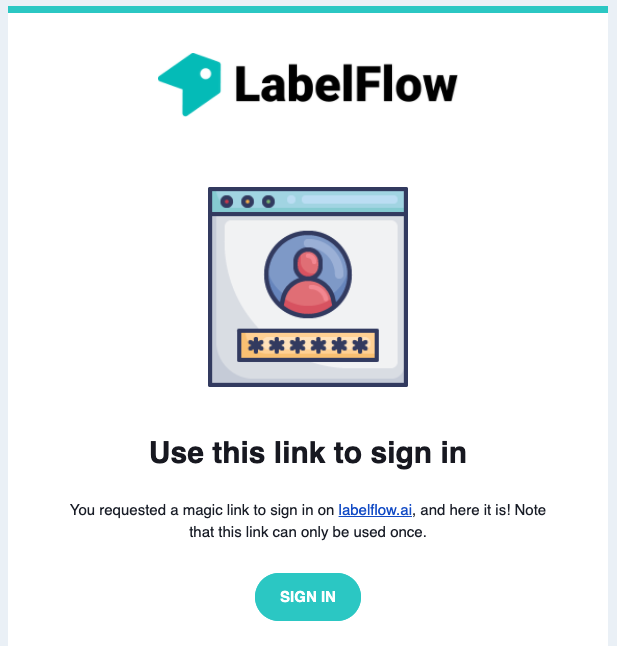 LabelFlow
******
Use this link to sign in
You requested a magic link to sign in on labelflow.ai, and here it is! Note
that this link can only be used once.
SIGN IN